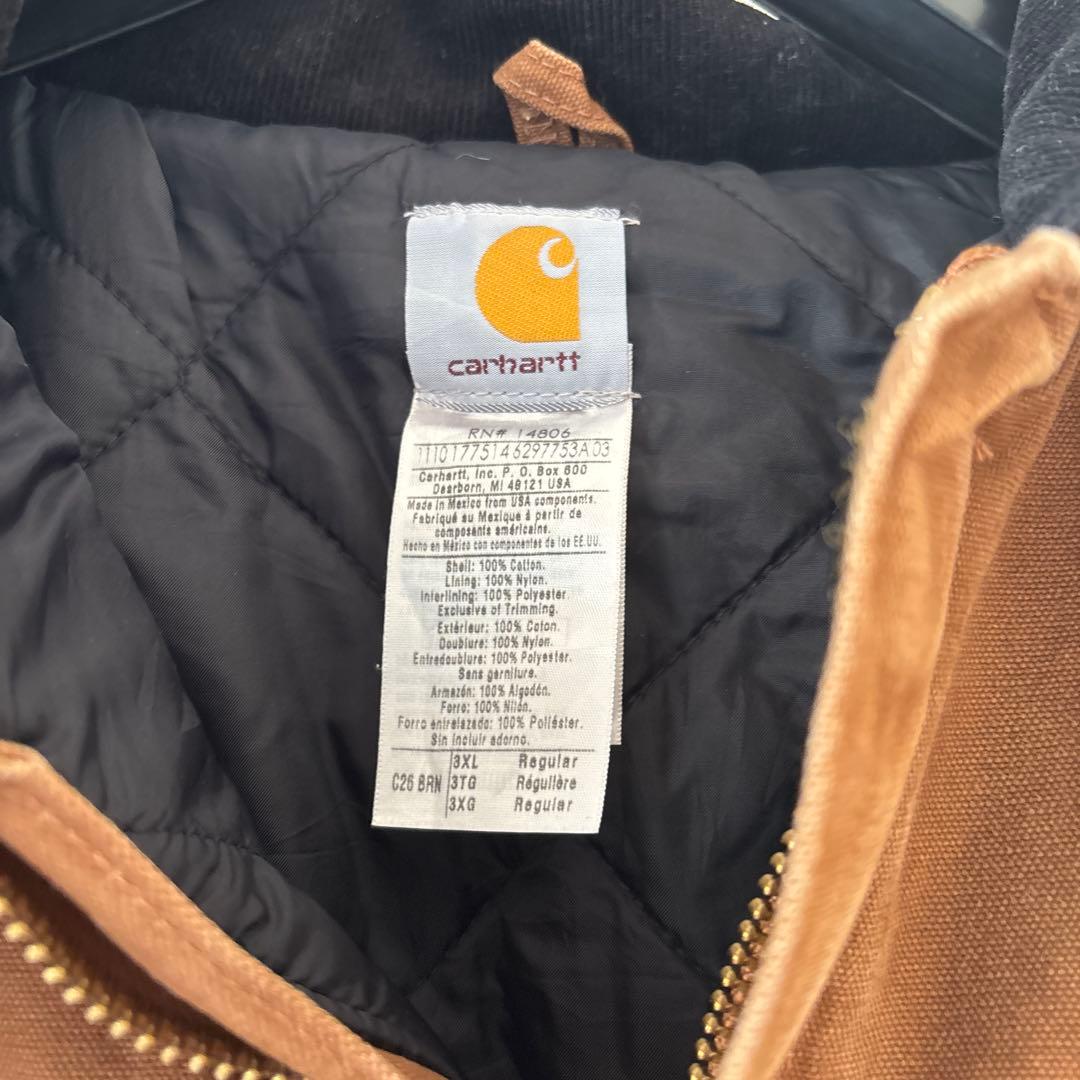 carhartt
RN# 14806
1110177514 6297753A 03
Carhartt, Inc. P. O. Box 600
Dearborn, MI 48121 USA
Made in Mexico from USA components.
Fabriqué au Mexique à partir de
composants américains.
Hecho en México con componentes de los EE.UU.
Shell: 100% Cotton.
Lining: 100% Nylon.
Interlining: 100% Polyester
Exclusive of Trimming.
Extérieur: 100% Coton.
Doublure: 100% Nylon.
Entredoublure: 100% Polyester.
Sans garniture.
Armazón: 100% Algodón.
Forro: 100% Nilón.
Forro entrelazado: 100% Poliéster.
Sin incluir adorno.
3XL Regular
C26 BRN 3TG Régulière
3XG Regular